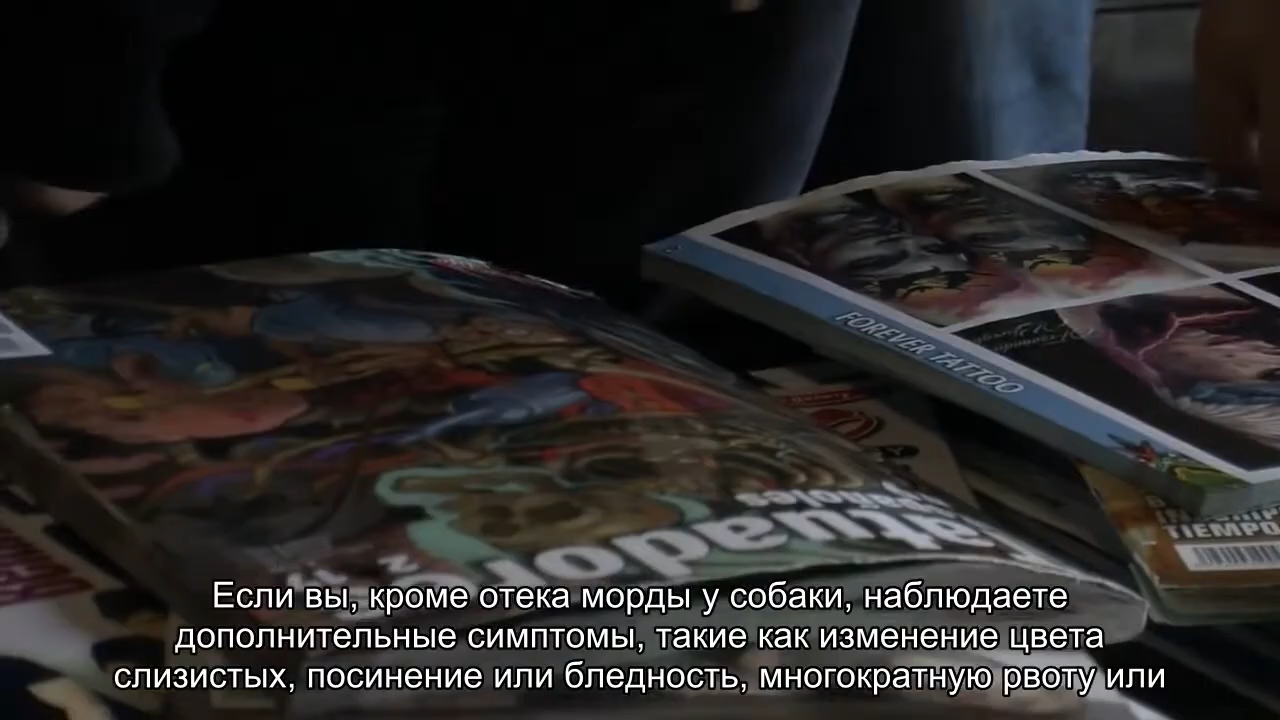 FOREVER TATTOO
TIEMPO
Если вы, кроме отека морды у собаки, наблюдаете
дополнительные симптомы, такие как изменение цвета
слизистых, посинение или бледность, многократную рвоту или